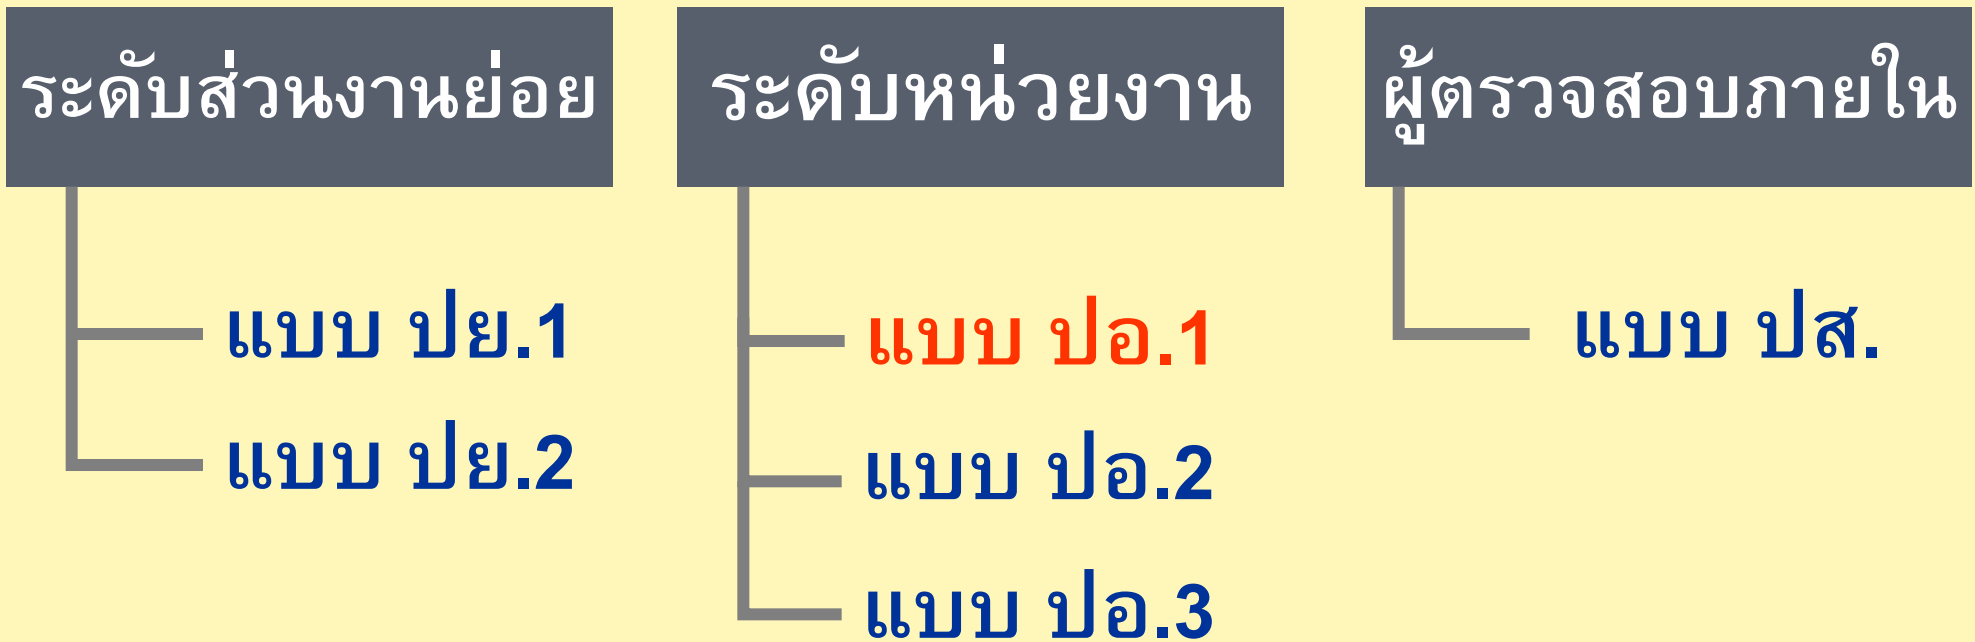 ระดับส่วนงานย่อย
แบบ ปย.1
แบบ ปย.2
ระดับหน่วยงาน
แบบ ปอ.1
แบบ ปอ.2
แบบ ปอ.3
ผู้ตรวจสอบภายใน
แบบ ปส.